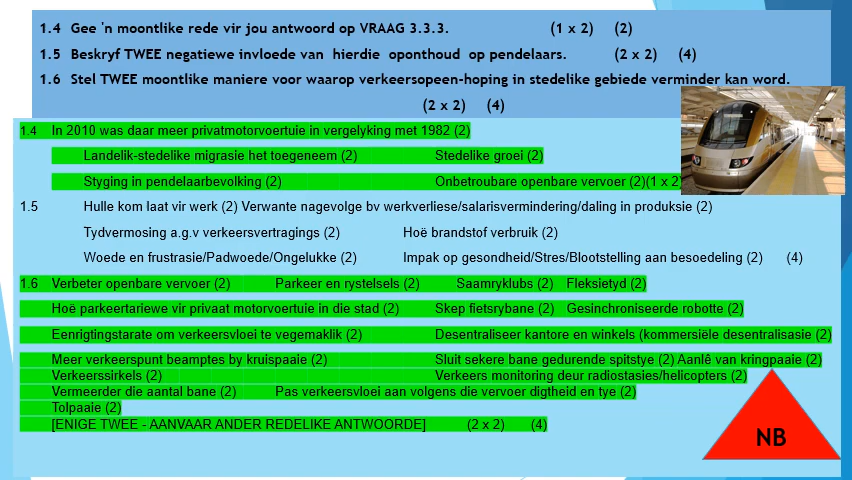 1.4 Gee 'n moontlike rede vir jou antwoord op VRAAG 3.3.3. (1 x 2) (2)
1.5 Beskryf TWEE negatiewe invloede van hierdie oponthoud op pendelaars. (2 x 2) (4)
1.6 Stel TWEE moontlike maniere voor waarop verkeersopeen-hoping in stedelike gebiede verminder kan word.
(2 x 2) (4)
1.4 In 2010 was daar meer privatmotorvoertuie in vergelyking met 1982 (2)
Landelik-stedelike migrasie het toegeneem (2) Stedelike groei (2)
Styging in pendelaarbevolking (2) Onbetroubare openbare vervoer (2)(1 x 2)
1.5 Hulle kom laat vir werk (2) Verwante nagevolge bv werkverliese/salarisvermindering/daling in produksie (2)
Tydvermosing a.g.v verkeersvertragings (2) Hoë brandstof verbruik (2)
Woede en frustrasie/Padwoede/Ongelukke (2) Impak op gesondheid/Stres/Blootstelling aan besoedeling (2) (4)
1.6 Verbeter openbare vervoer (2) Parkeer en rystelsels (2) Saamryklubs (2) Fleksietyd (2)
Hoë parkeertariewe vir privaat motorvoertuie in die stad (2) Skep fietsrybane (2) Gesinchroniseerde robotte (2)
Eenrigtingstarate om verkeersvloei te vegemaklik (2) Desentraliseer kantore en winkels (kommersiële desentralisasie (2)
Meer verkeerspunt beamptes by kruispaaie (2) Sluit sekere bane gedurende spitstye (2) Aanlê van kringpaaie (2)
Verkeerssirkels (2) Verkeers monitoring deur radiostasies/helicopters (2)
Vermeerder die aantal bane (2) Pas verkeersvloei aan volgens die vervoer digtheid en tye (2)
Tolpaaie (2)
[ENIGE TWEE - AANVAAR ANDER REDELIKE ANTWOORDE] (2 x 2) (4)
NB